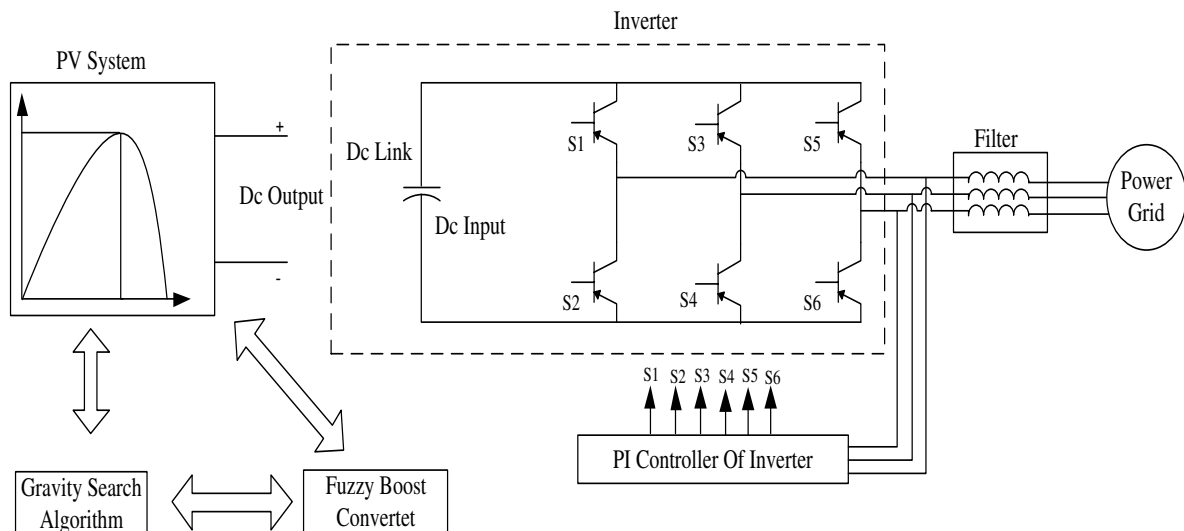 Inverter
PV System
+
Dc Output
-
Dc Link
Dc Input
S1
S3
S5
S2
S4
S6
Filter
Power
Grid
S1 S2 S3 S4 S5 S6
PI Controller Of Inverter
Gravity Search
Algorithm
Fuzzy Boost
Convertet